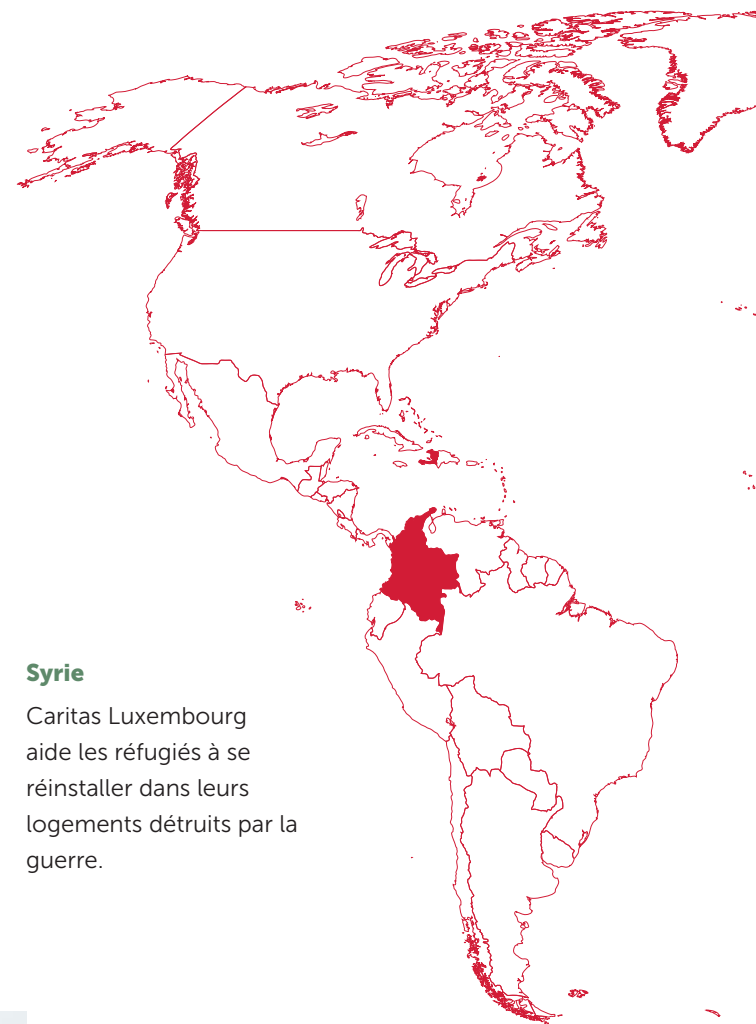 Syrie
Caritas Luxembourg
aide les réfugiés à se
réinstaller dans leurs
logements détruits par la
guerre.